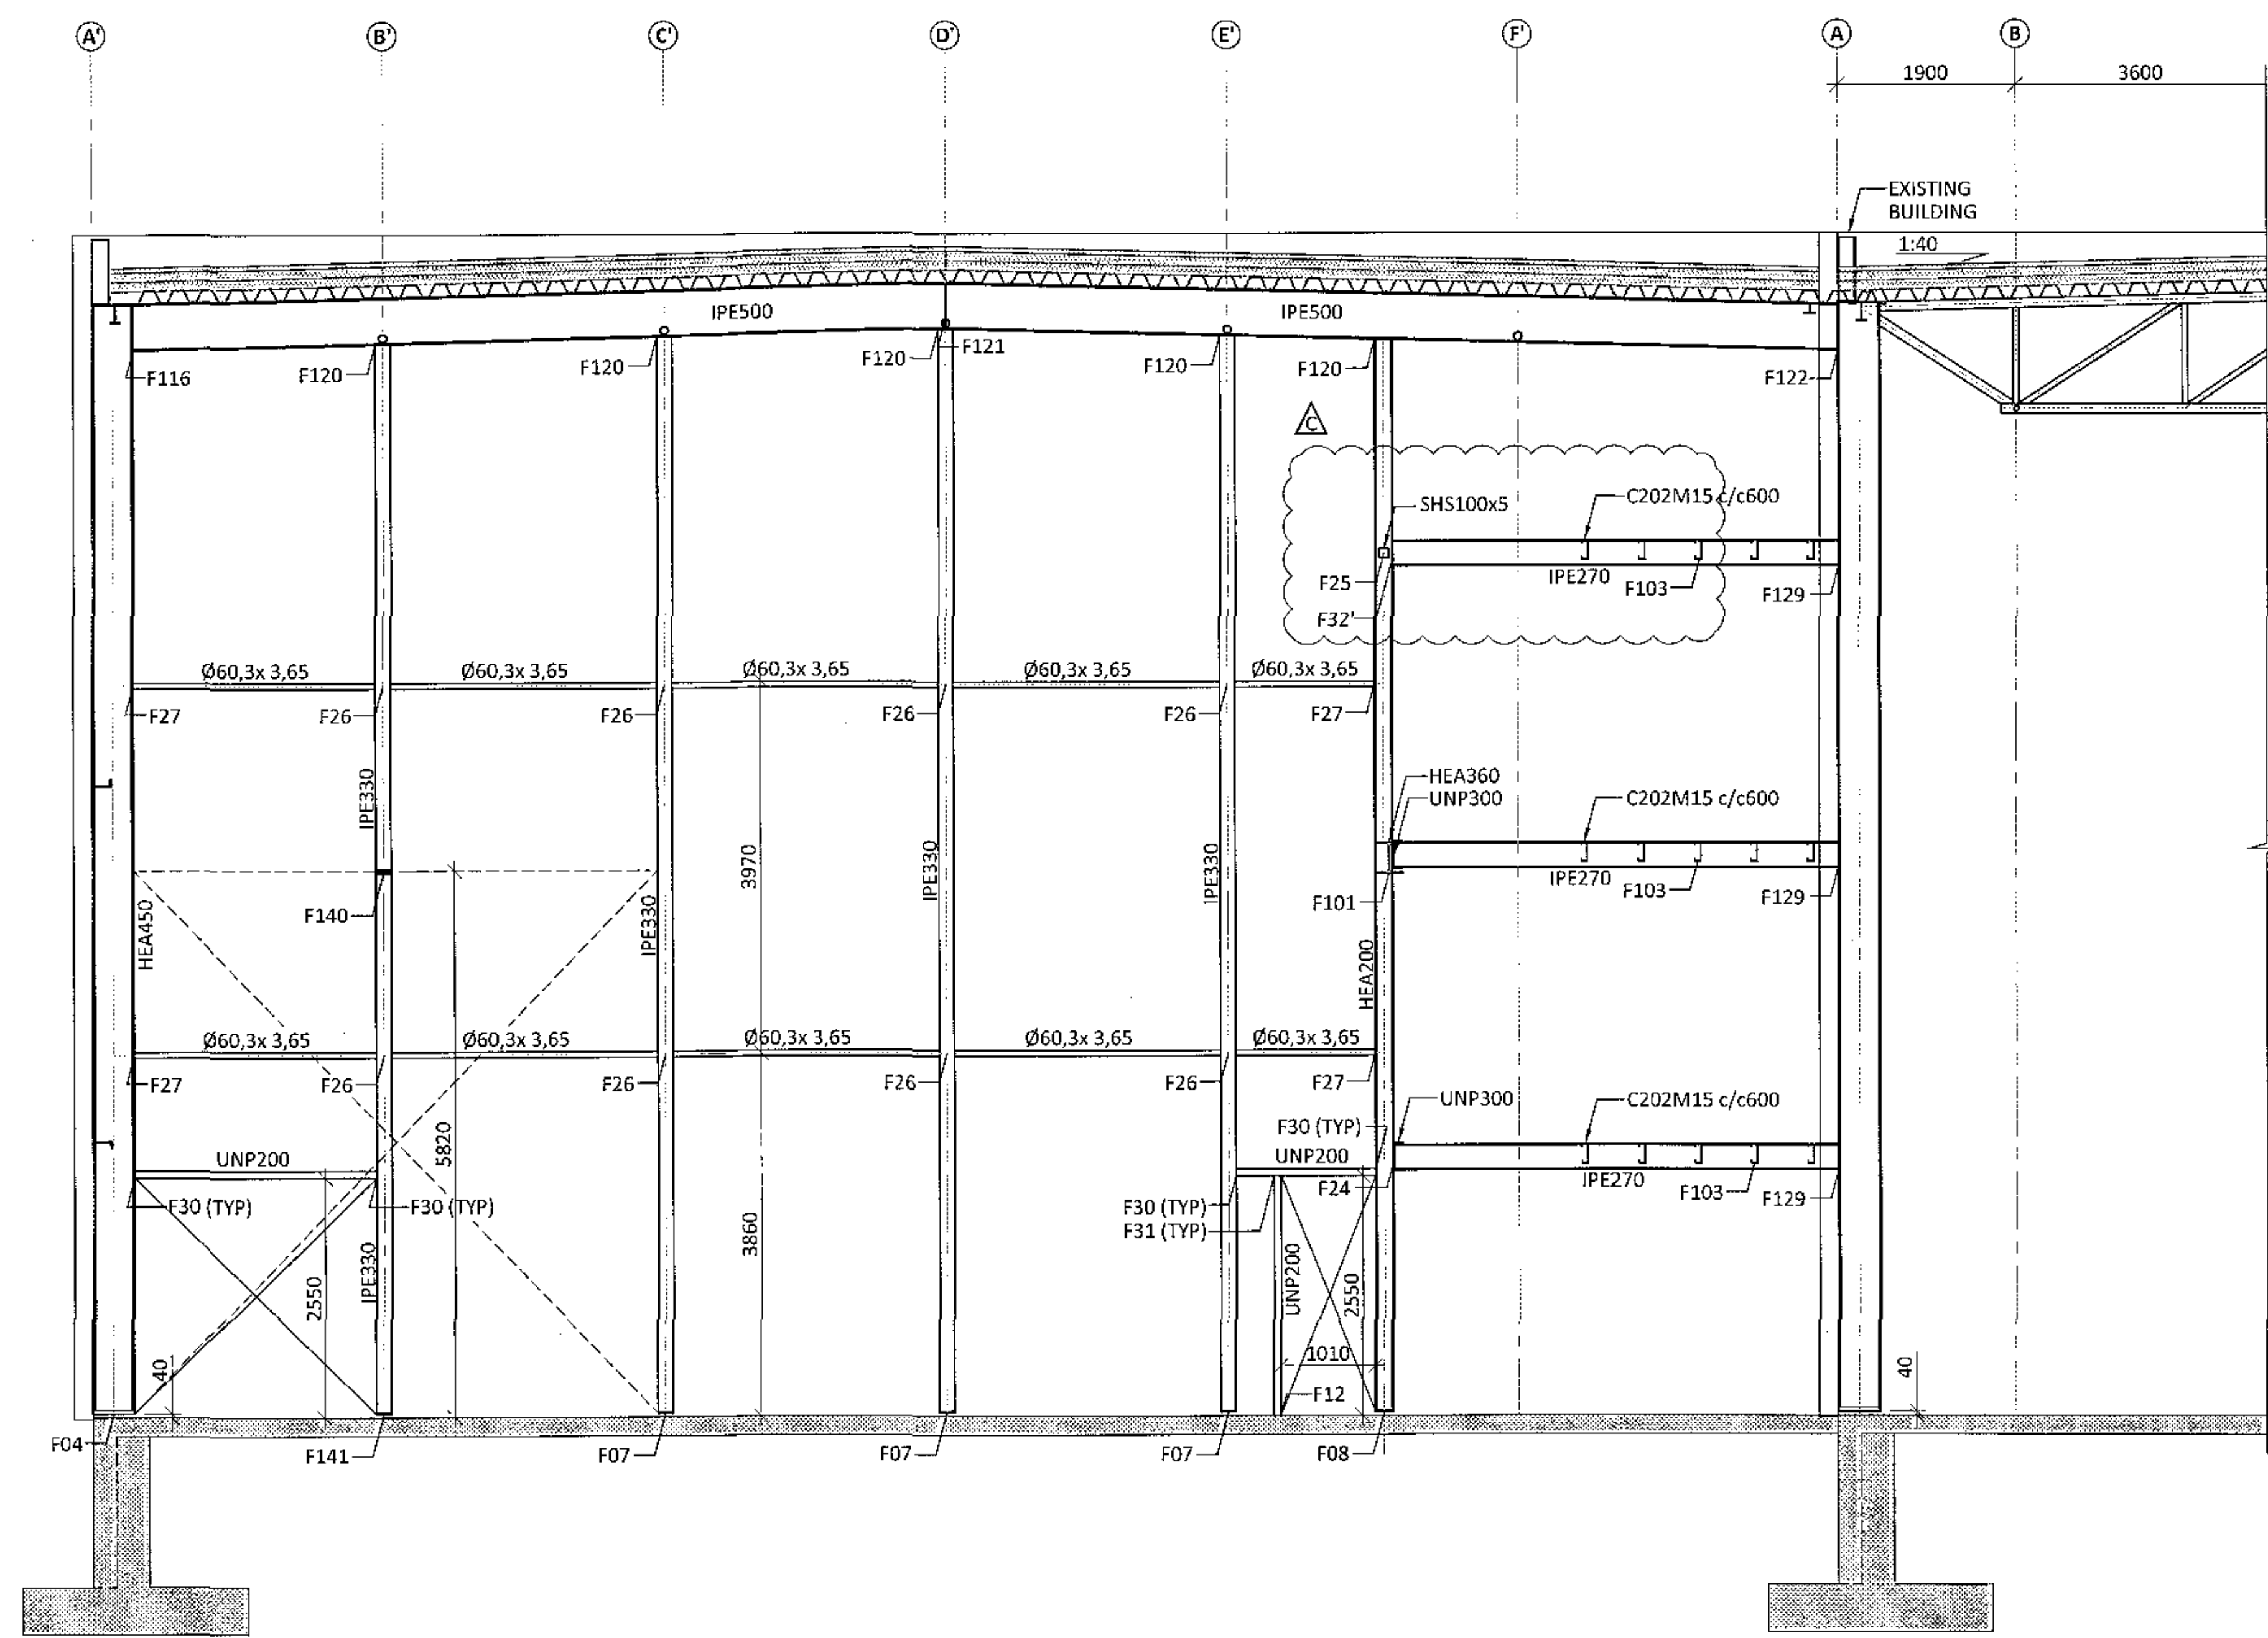 A' B' C' D' E' F' A B
1900 3600
EXISTING
BUILDING
1:40
IPE500 IPE500
F116 F120 F120 F120 F121 F120 F120 F122
C
SHS100x5 C202M15 c/c600
F25 IPE270 F103 F129
F32'
Ø60,3x 3,65 Ø60,3x 3,65 Ø60,3x 3,65 Ø60,3x 3,65 Ø60,3x 3,65
F27 F26 F26 F26 F26 F27
HEA360
UNP300 C202M15 c/c600
IPE330 3970 IPE330 IPE330
IPE270 F103 F129
F140 F101
HEA450 IPE330 HEA200
Ø60,3x 3,65 Ø60,3x 3,65 Ø60,3x 3,65 Ø60,3x 3,65 Ø60,3x 3,65
F27 F26 F26 F26 F26 F27
UNP300 C202M15 c/c600
5820 F30 (TYP)
UNP200 UNP200
F24 IPE270 F103 F129
F30 (TYP) F30 (TYP) F30 (TYP)
F31 (TYP)
2550 IPE330 3860 UNP200 2550
40 1010 40
F12
F04 F141 F07 F07 F07 F08